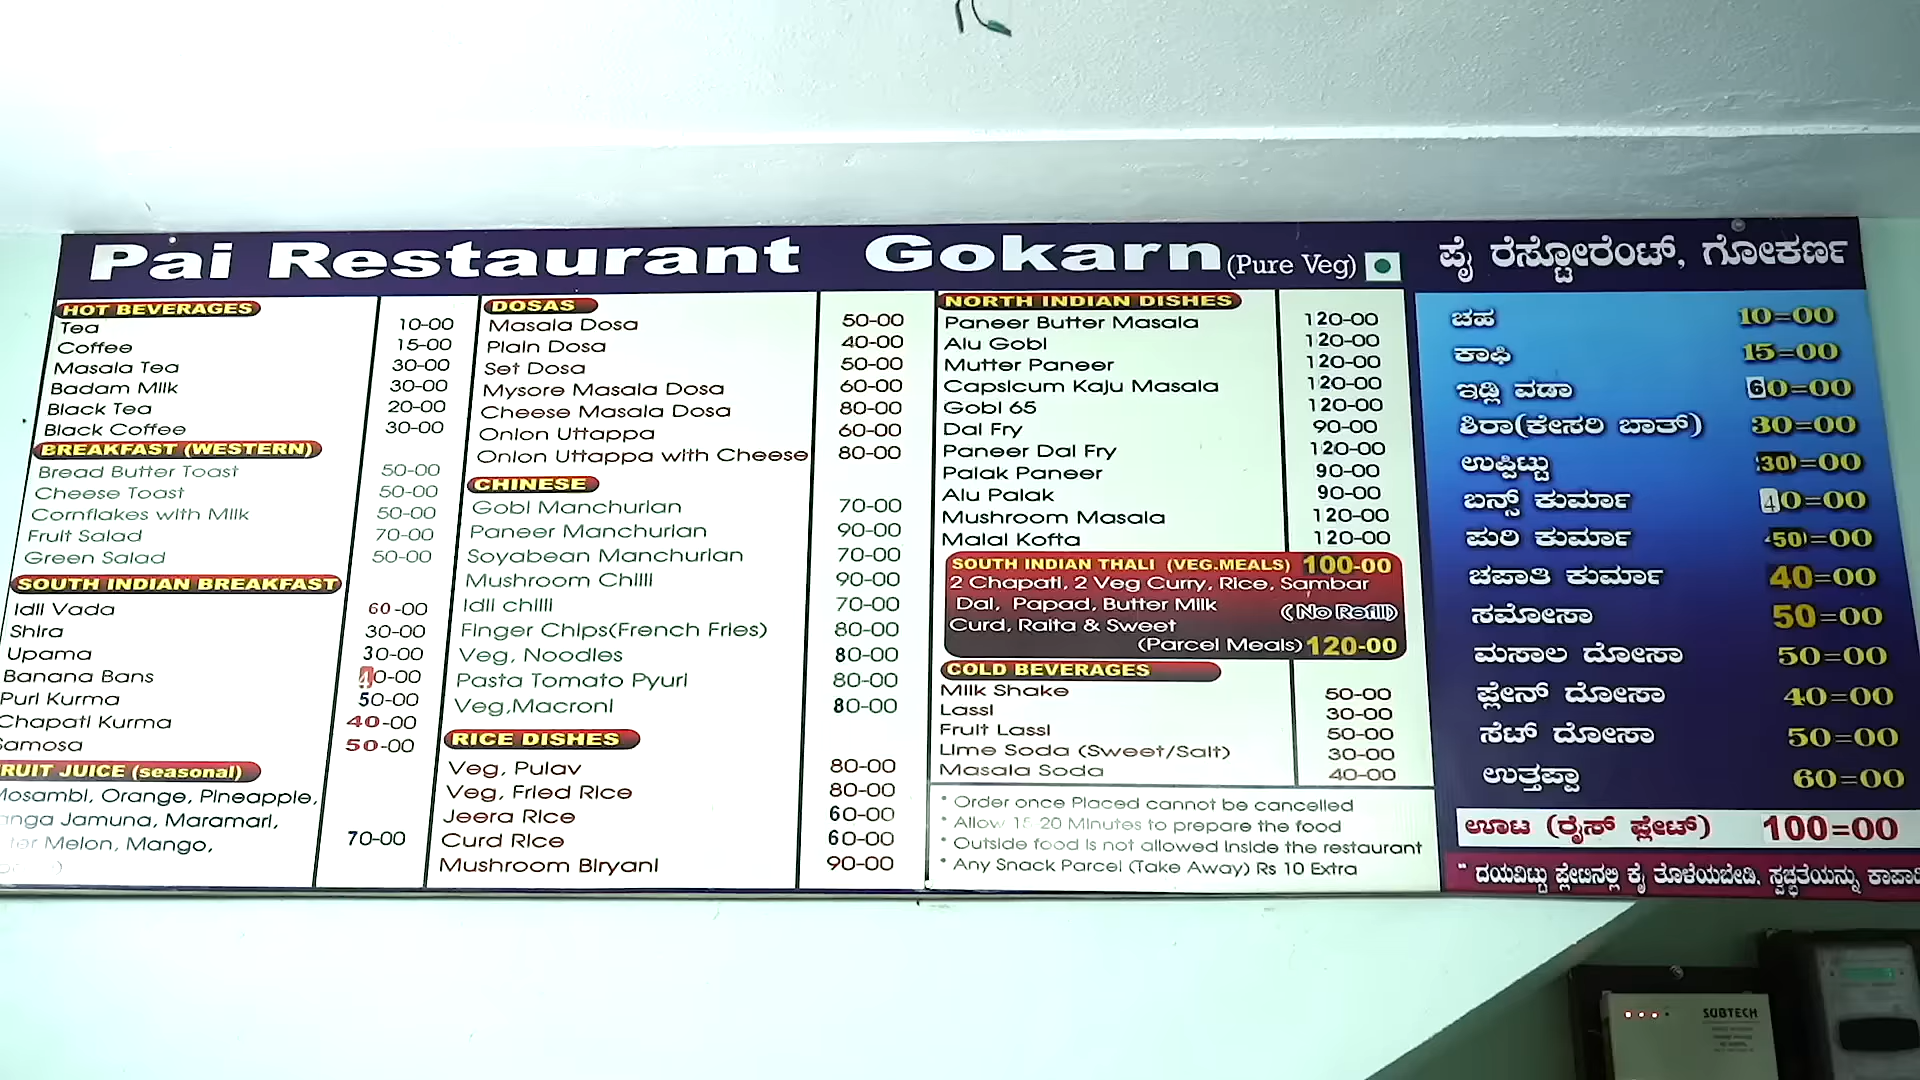 Pai Restaurant Gokarn (Pure Veg)
ಪೈ ರೆಸ್ಟೋರೆಂಟ್, ಗೋಕರ್ಣ
HOT BEVERAGES
Tea 10-00
Coffee 15-00
Masala Tea 30-00
Badam Milk 30-00
Black Tea 20-00
Black Coffee 30-00
BREAKFAST (WESTERN)
Bread Butter Toast 50-00
Cheese Toast 50-00
Cornflakes with Milk 50-00
Fruit Salad 70-00
Green Salad 50-00
SOUTH INDIAN BREAKFAST
Idli Vada 60-00
Shira 30-00
Upama 30-00
Banana Bans 40-00
Puri Kurma 50-00
Chapati Kurma 40-00
Samosa 50-00
FRUIT JUICE (seasonal)
Mosambi, Orange, Pineapple,
Jamuna, Maramari,
Melon, Mango, 70-00
DOSAS
Masala Dosa 50-00
Plain Dosa 40-00
Set Dosa 50-00
Mysore Masala Dosa 60-00
Cheese Masala Dosa 80-00
Onion Uttappa 60-00
Onion Uttappa with Cheese 80-00
CHINESE
Gobi Manchurian 70-00
Paneer Manchurian 90-00
Soyabean Manchurian 70-00
Mushroom Chilli 90-00
Idli chilli 70-00
Finger Chips(French Fries) 80-00
Veg, Noodles 80-00
Pasta Tomato Pyuri 80-00
Veg,Macroni 80-00
RICE DISHES
Veg, Pulav 80-00
Veg, Fried Rice 80-00
Jeera Rice 60-00
Curd Rice 60-00
Mushroom Biryani 90-00
NORTH INDIAN DISHES
Paneer Butter Masala 120-00
Alu Gobi 120-00
Mutter Paneer 120-00
Capsicum Kaju Masala 120-00
Gobi 65 120-00
Dal Fry 90-00
Paneer Dal Fry 120-00
Palak Paneer 90-00
Alu Palak 90-00
Mushroom Masala 120-00
Malai Kofta 120-00
SOUTH INDIAN THALI (VEG.MEALS) 100-00
2 Chapati, 2 Veg Curry, Rice, Sambar
Dal, Papad, Butter Milk (No Refill)
Curd, Raita & Sweet
(Parcel Meals) 120-00
COLD BEVERAGES
Milk Shake 50-00
Lassi 30-00
Fruit Lassi 50-00
Lime Soda (Sweet/Salt) 30-00
Masala Soda 40-00
* Order once Placed cannot be cancelled
* Allow 15 20 Minutes to prepare the food
* Outside food is not allowed inside the restaurant
* Any Snack Parcel (Take Away) Rs 10 Extra
ಚಹ 10=00
ಕಾಫಿ 15=00
ಇಡ್ಲಿ ವಡಾ 60=00
ಶಿರಾ(ಕೇಸರಿ ಬಾತ್) 30=00
ಉಪ್ಪಿಟ್ಟು 30=00
ಬನ್ಸ್ ಕುರ್ಮಾ 40=00
ಪುರಿ ಕುರ್ಮಾ 50=00
ಚಪಾತಿ ಕುರ್ಮಾ 40=00
ಸಮೋಸಾ 50=00
ಮಸಾಲ ದೋಸಾ 50=00
ಪ್ಲೇನ್ ದೋಸಾ 40=00
ಸೆಟ್ ದೋಸಾ 50=00
ಉತ್ತಪ್ಪಾ 60=00
ಊಟ (ರೈಸ್ ಪ್ಲೇಟ್) 100=00
" ದಯವಿಟ್ಟು ಪ್ಲೇಟಿನಲ್ಲಿ ಕೈ ತೊಳೆಯಬೇಡಿ. ಸ್ವಚ್ಛತೆಯನ್ನು
SUBTECH